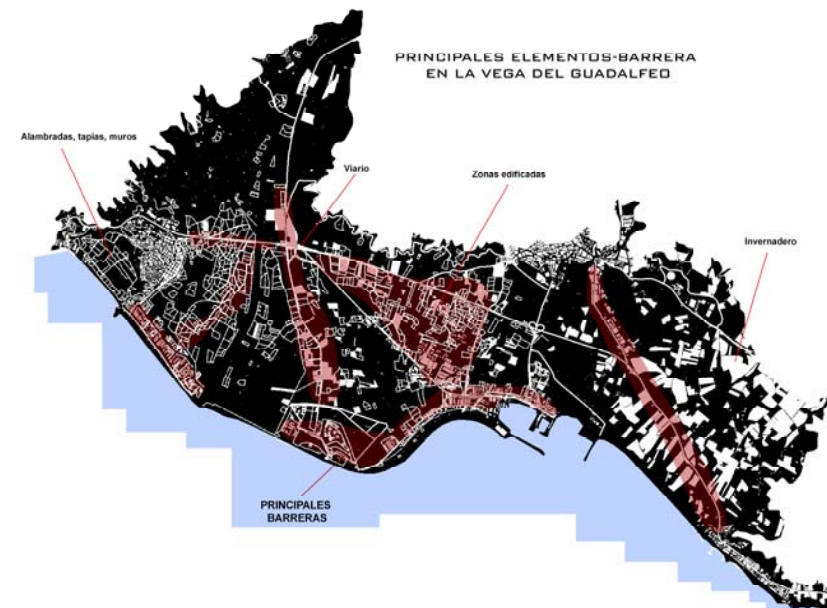 PRINCIPALES ELEMENTOS-BARRERA
EN LA VEGA DEL GUADALFEO
Alambradas, tapias, muros
Viario
Zonas edificadas
Invernadero
PRINCIPALES
BARRERAS